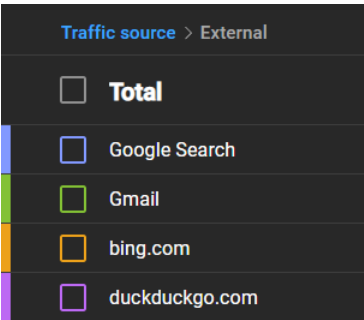 Traffic source > External
Total
Google Search
Gmail
bing.com
duckduckgo.com